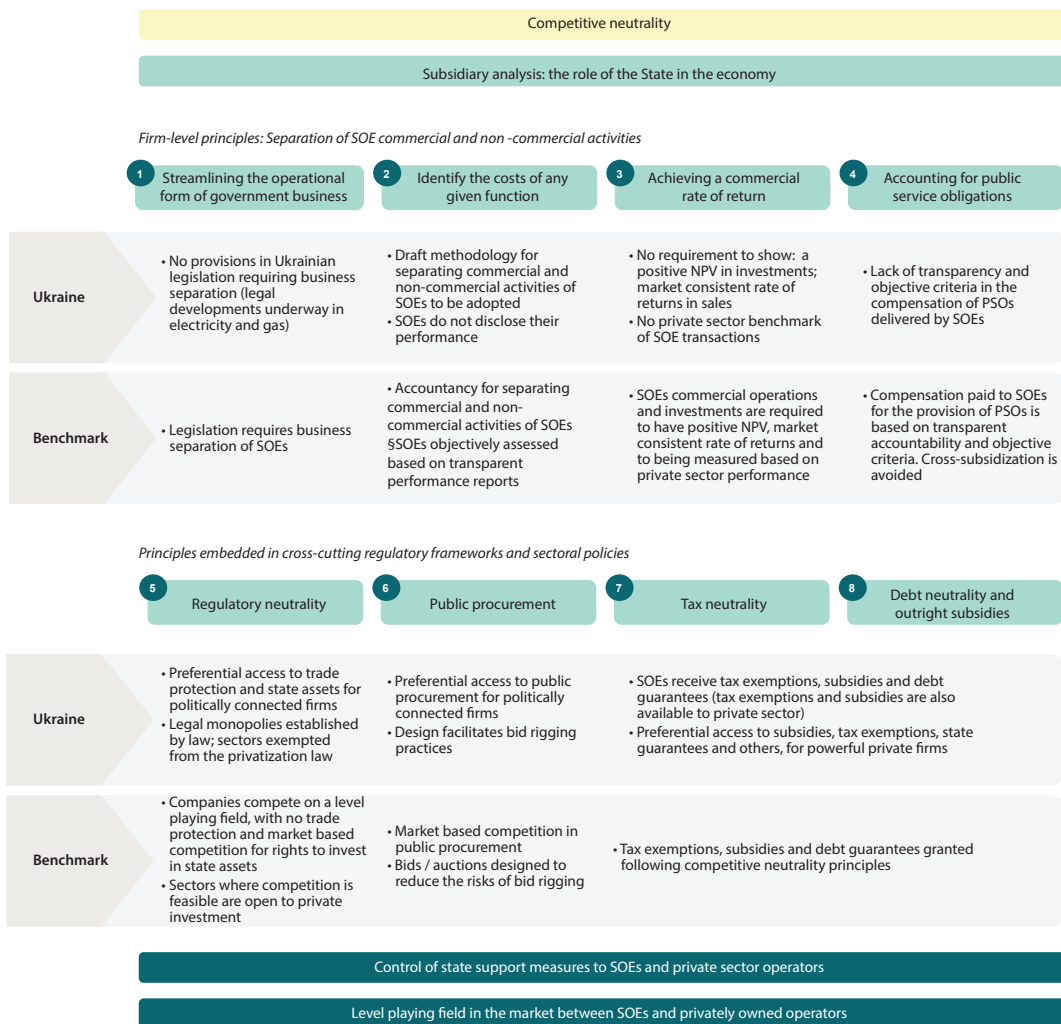 Competitive neutrality
Subsidiary analysis: the role of the State in the economy
Firm-level principles: Separation of SOE commercial and non -commercial activities
1
Streamlining the operational
form of government business
2
Identify the costs of any
given function
3
Achieving a commercial
rate of return
4
Accounting for public
service obligations
Ukraine
• No provisions in Ukrainian
legislation requiring business
separation (legal
developments underway in
electricity and gas)
• Draft methodology for
separating commercial and
non-commercial activities of
SOEs to be adopted
• SOEs do not disclose their
performance
• No requirement to show: a
positive NPV in investments;
market consistent rate of
returns in sales
• No private sector benchmark
of SOE transactions
• Lack of transparency and
objective criteria in the
compensation of PSOs
delivered by SOEs
Benchmark
• Legislation requires business
separation of SOEs
• Accountancy for separating
commercial and non-
commercial activities of SOEs
§SOEs objectively assessed
based on transparent
performance reports
• SOEs commercial operations
and investments are required
to have positive NPV, market
consistent rate of returns and
to being measured based on
private sector performance
• Compensation paid to SOEs
for the provision of PSOs is
based on transparent
accountability and objective
criteria. Cross-subsidization is
avoided
Principles embedded in cross-cutting regulatory frameworks and sectoral policies
5
Regulatory neutrality
6
Public procurement
7
Tax neutrality
8
Debt neutrality and
outright subsidies
Ukraine
• Preferential access to trade
protection and state assets for
politically connected firms
• Legal monopolies established
by law; sectors exempted
from the privatization law
• Preferential access to public
procurement for politically
connected firms
• Design facilitates bid rigging
practices
• SOEs receive tax exemptions, subsidies and debt
guarantees (tax exemptions and subsidies are also
available to private sector)
• Preferential access to subsidies, tax exemptions, state
guarantees and others, for powerful private firms
Benchmark
• Companies compete on a level
playing field, with no trade
protection and market based
competition for rights to invest
in state assets
• Sectors where competition is
feasible are open to private
investment
• Market based competition in
public procurement
• Bids / auctions designed to
reduce the risks of bid rigging
• Tax exemptions, subsidies and debt guarantees granted
following competitive neutrality principles
Control of state support measures to SOEs and private sector operators
Level playing field in the market between SOEs and privately owned operators